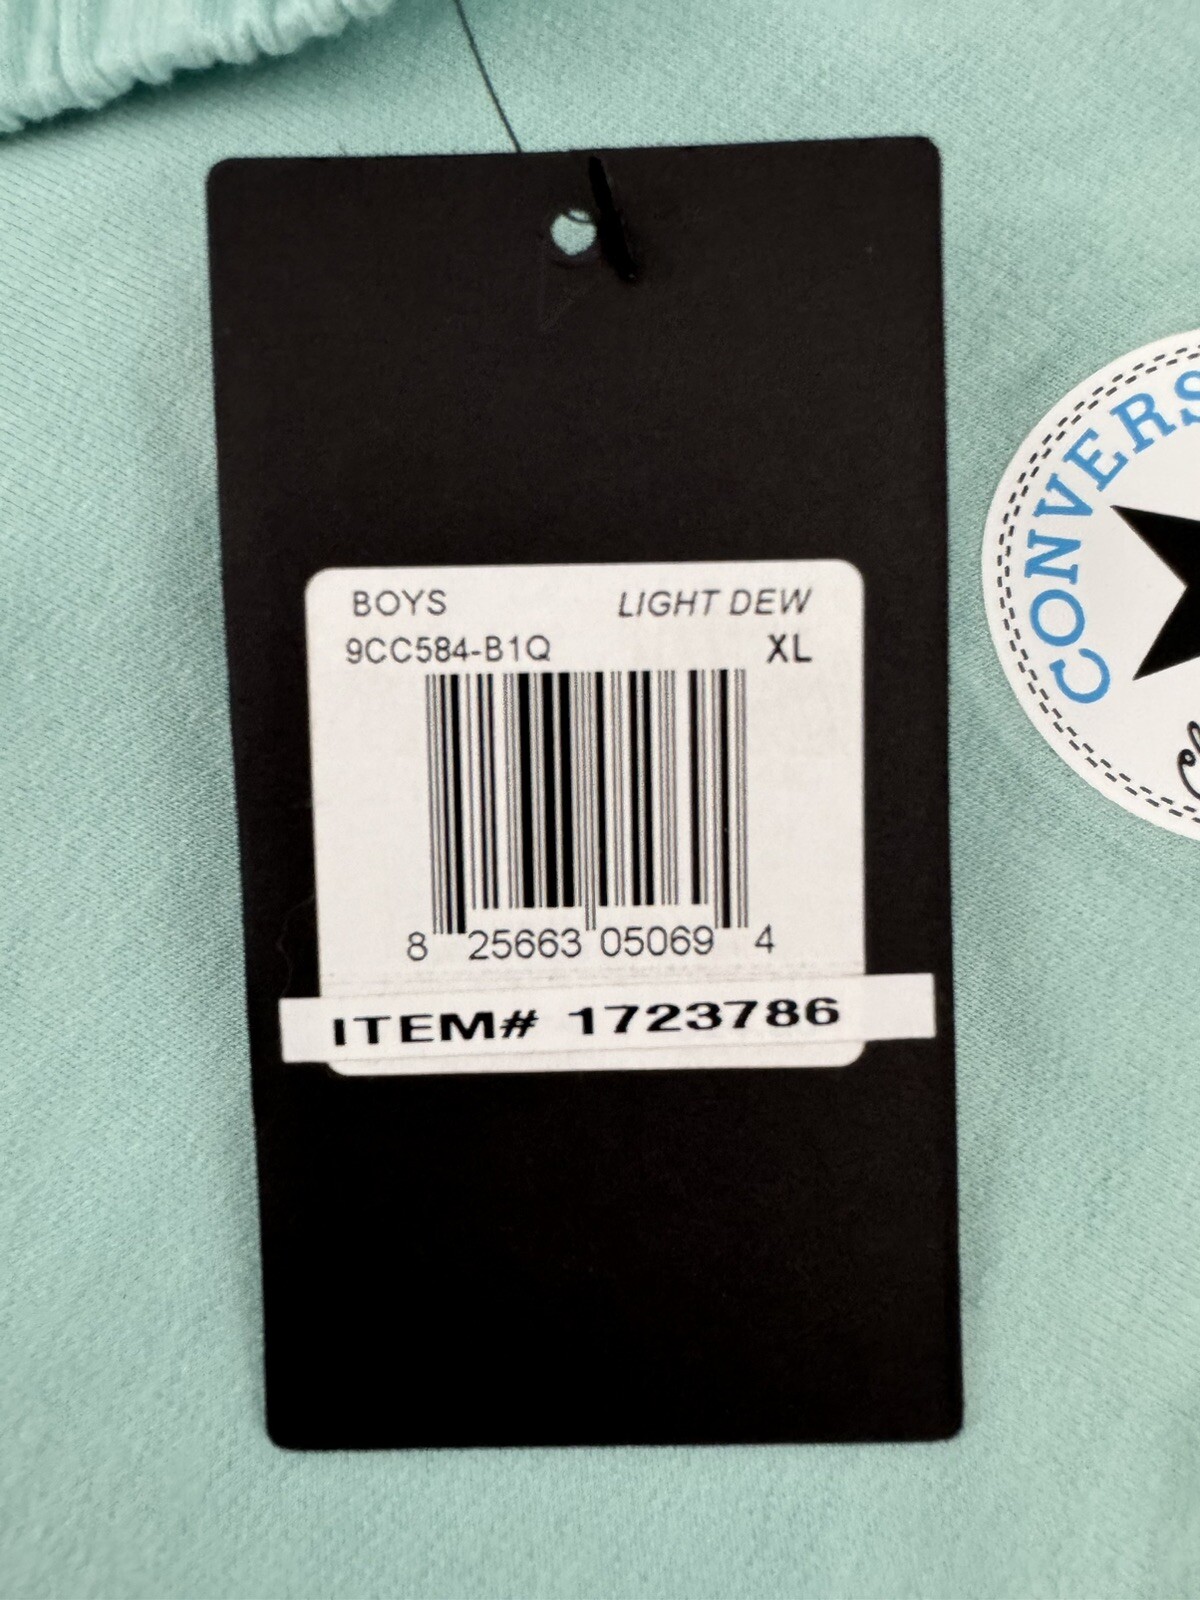 BOYS LIGHT DEW
9CC584-B1Q XL
8 25663 05069 4
ITEM# 1723786
CONVERS